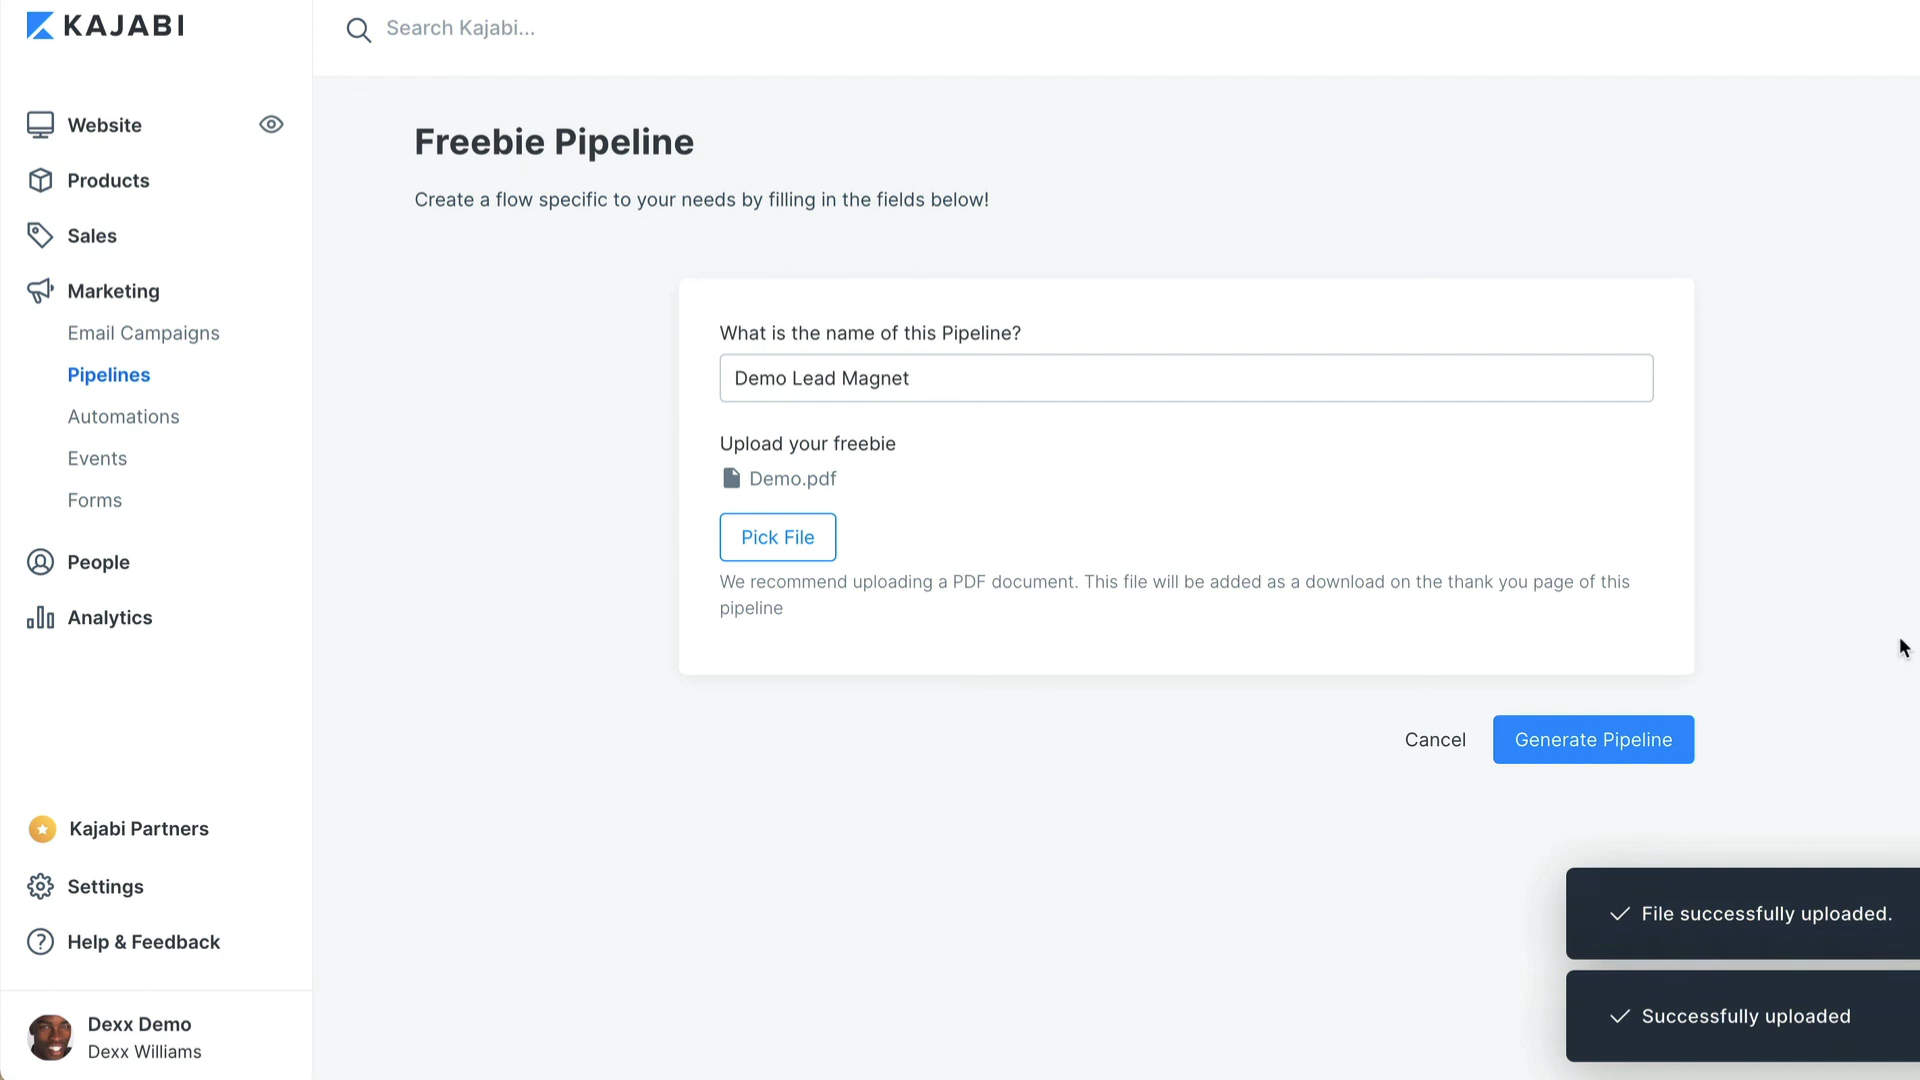 KAJABI
Search Kajabi...
Website
Products
Sales
Marketing
Email Campaigns
Pipelines
Automations
Events
Forms
People
Analytics
Kajabi Partners
Settings
Help & Feedback
Dexx Demo
Dexx Williams
Freebie Pipeline
Create a flow specific to your needs by filling in the fields below!
What is the name of this Pipeline?
Demo Lead Magnet
Upload your freebie
Demo.pdf
Pick File
We recommend uploading a PDF document. This file will be added as a download on the thank you page of this
pipeline
Cancel
Generate Pipeline
File successfully uploaded.
Successfully uploaded